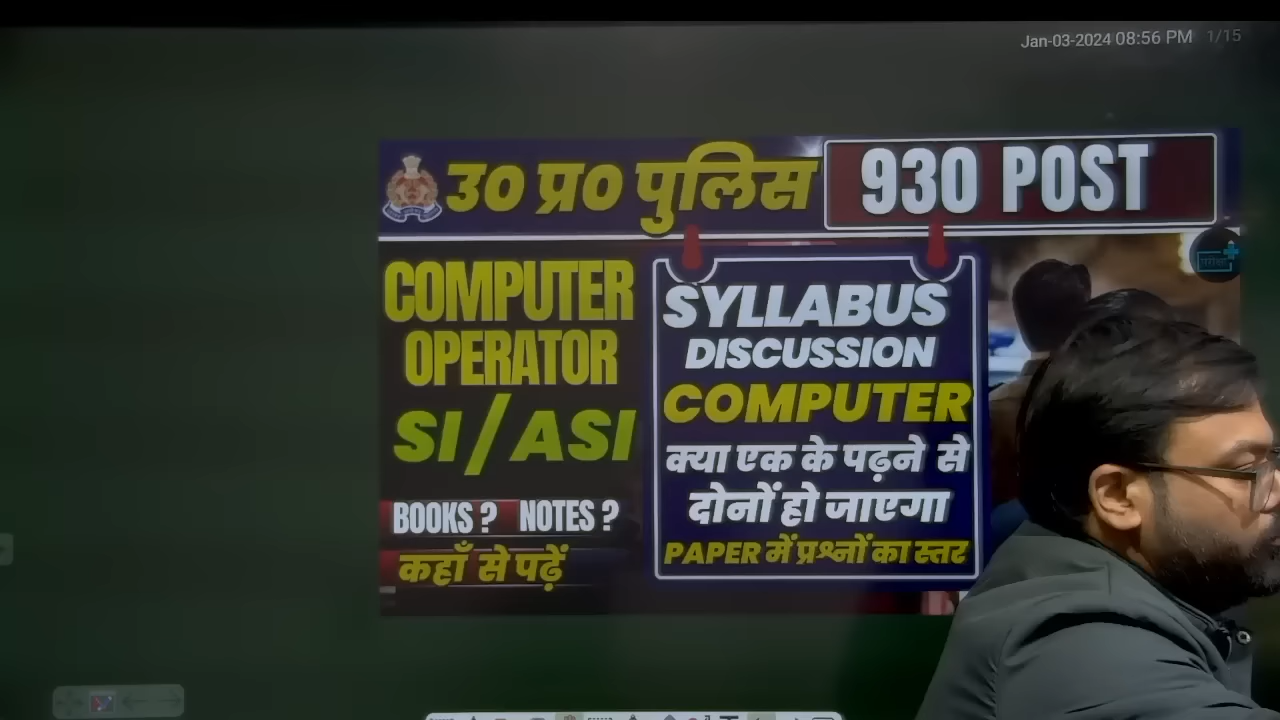 Jan-03-2024 08:56 PM 1/15
उ० प्र० पुलिस 930 POST
COMPUTER
OPERATOR
SI/ASI
BOOKS ? NOTES ?
कहाँ से पढ़ें
SYLLABUS
DISCUSSION
COMPUTER
क्या एक के पढ़ने से
दोनों हो जाएगा
PAPER में प्रश्नों का स्तर